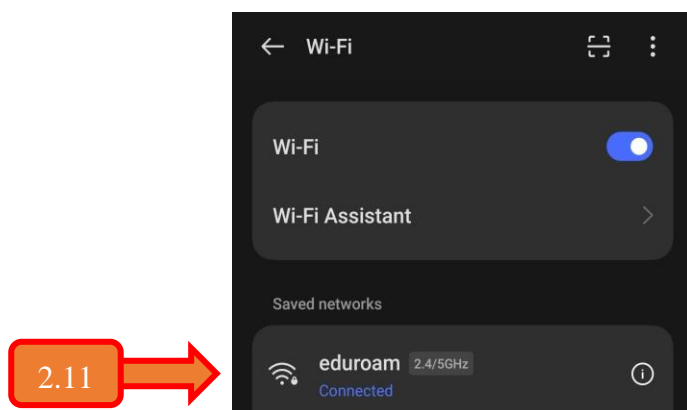 Wi-Fi
Wi-Fi
Wi-Fi Assistant
Saved networks
eduroam 2.4/5GHz
Connected
2.11